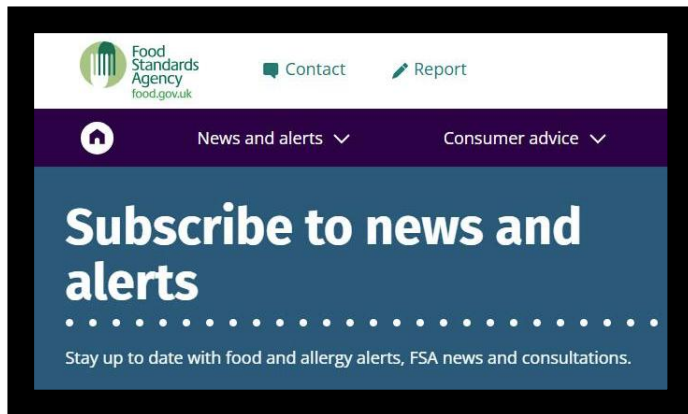 Food
Standards
Agency
food.gov.uk
Contact
Report
News and alerts
Consumer advice
Subscribe to news and
alerts
Stay up to date with food and allergy alerts, FSA news and consultations.